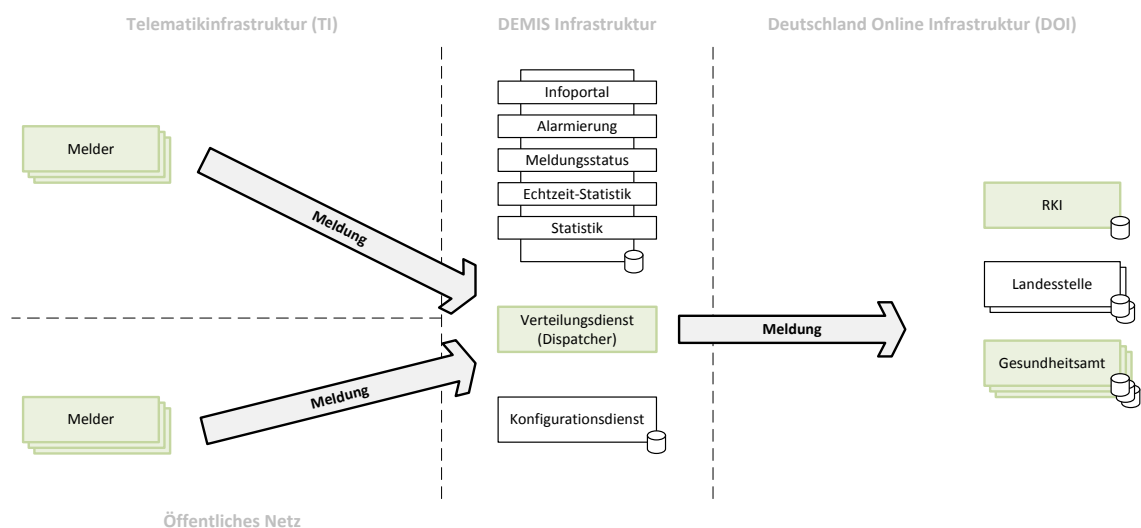 Telematikinfrastruktur (TI)
DEMIS Infrastruktur
Deutschland Online Infrastruktur (DOI)
Melder
Meldung
Infoportal
Alarmierung
Meldungsstatus
Echtzeit-Statistik
Statistik
Verteilungsdienst
(Dispatcher)
Meldung
RKI
Landesstelle
Gesundheitsamt
Melder
Meldung
Konfigurationsdienst
Öffentliches Netz